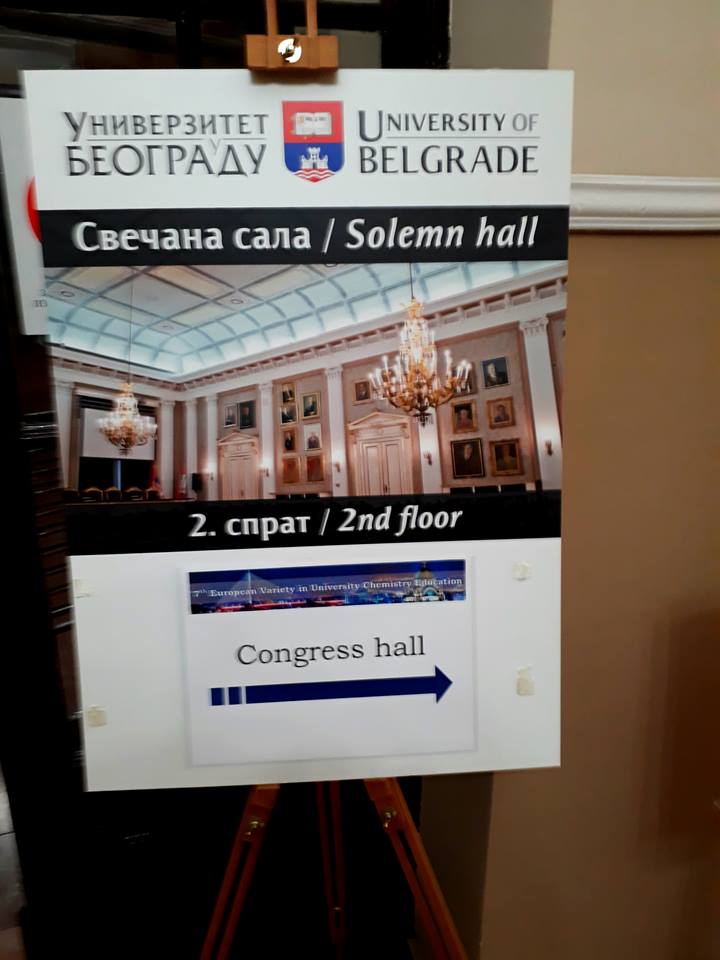 Универзитет
у
Београду
University of
Belgrade
Свечана сала / Solemn hall
2. спрат / 2nd floor
7th European Variety in University Chemistry Education
Congress hall